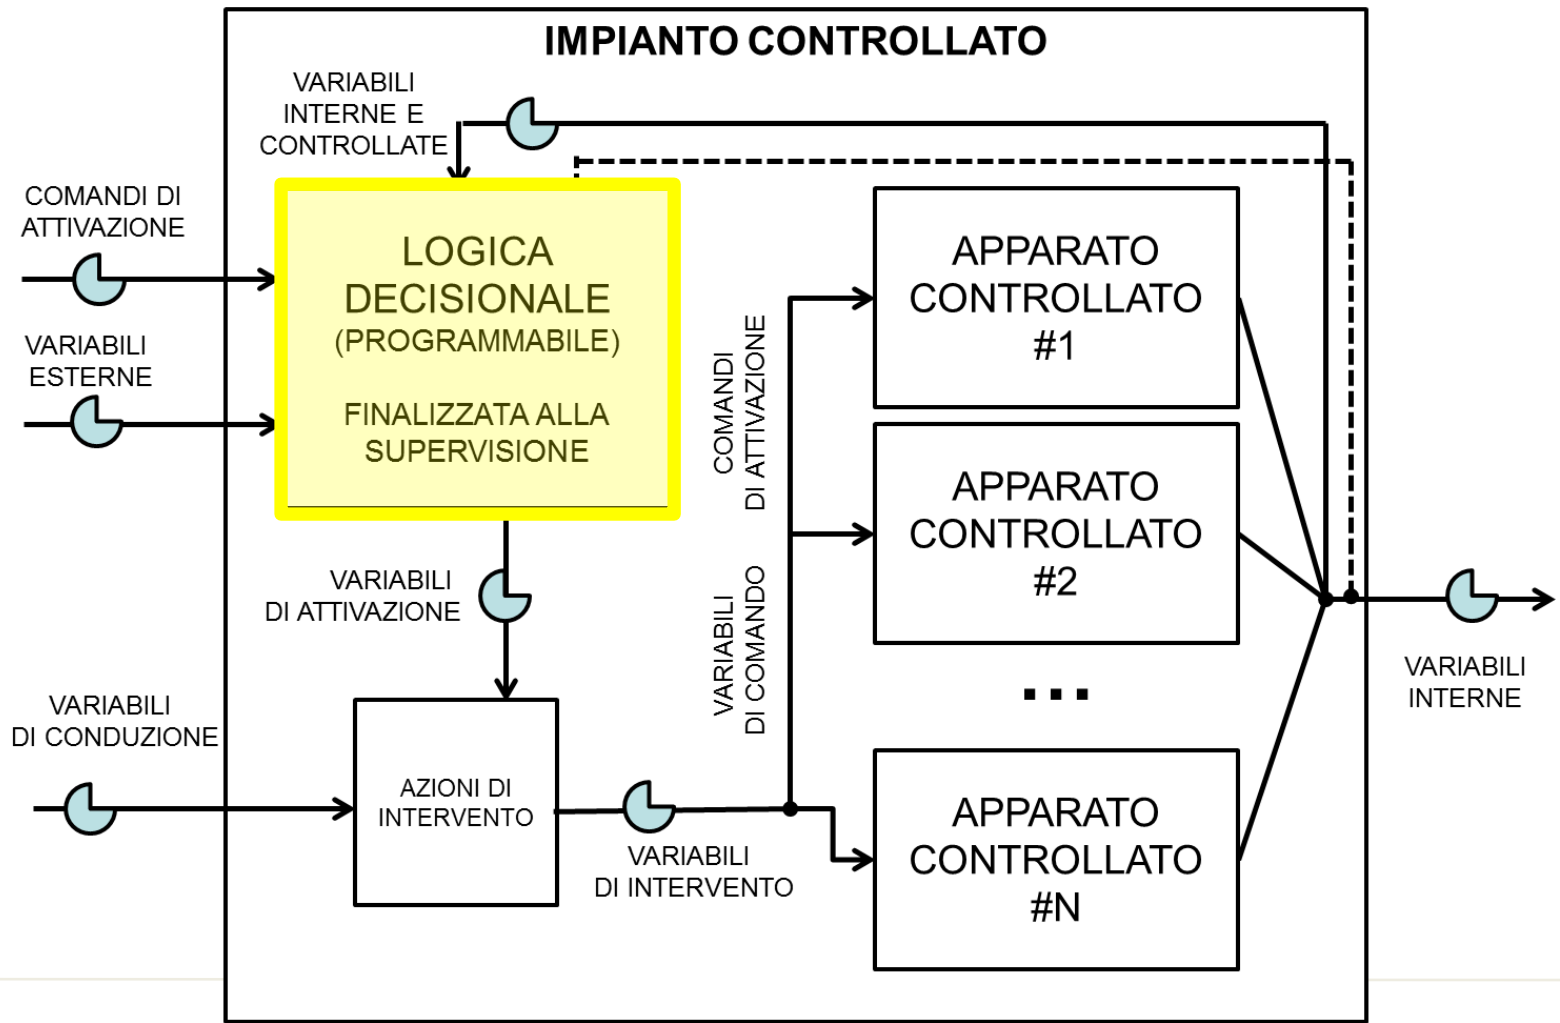 IMPIANTO CONTROLLATO
VARIABILI
INTERNE E
CONTROLLATE
COMANDI DI
ATTIVAZIONE
VARIABILI
ESTERNE
LOGICA
DECISIONALE
(PROGRAMMABILE)
FINALIZZATA ALLA
SUPERVISIONE
APPARATO
CONTROLLATO
#1
COMANDI
DI ATTIVAZIONE
APPARATO
CONTROLLATO
#2
VARIABILI
DI ATTIVAZIONE
VARIABILI
DI COMANDO
VARIABILI
INTERNE
...
VARIABILI
DI CONDUZIONE
AZIONI DI
INTERVENTO
VARIABILI
DI INTERVENTO
APPARATO
CONTROLLATO
#N